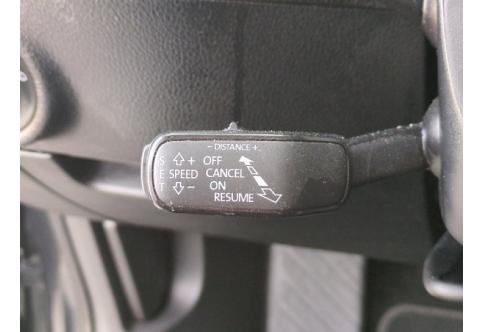 - DISTANCE +
S + OFF
E SPEED CANCEL
T - ON
RESUME